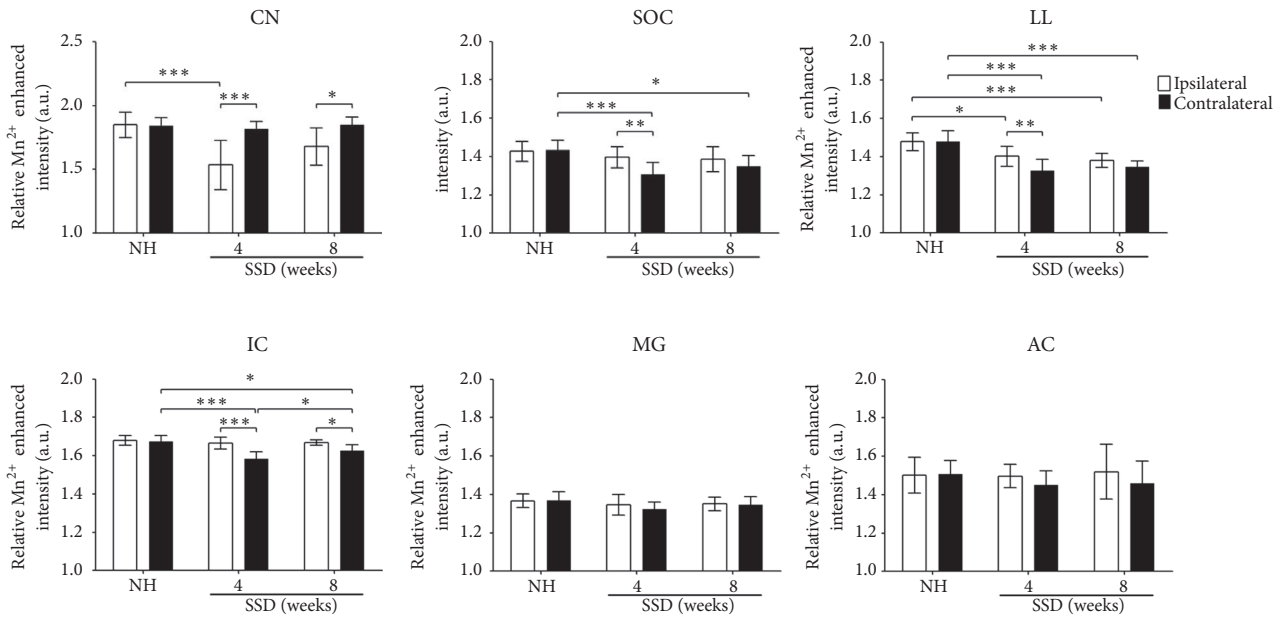 CN
Relative Mn²⁺ enhanced
intensity (a.u.)
2.5
2.0
1.5
1.0
***
***
*
NH
4
8
SSD (weeks)
SOC
intensity (a.u.)
2.0
1.8
1.6
1.4
1.2
1.0
*
***
**
NH
4
8
SSD (weeks)
LL
Relative Mn²⁺ enhanced
intensity (a.u.)
2.0
1.8
1.6
1.4
1.2
1.0
***
***
***
*
**
NH
4
8
SSD (weeks)
Ipsilateral
Contralateral
IC
Relative Mn²⁺ enhanced
intensity (a.u.)
2.0
1.8
1.6
1.4
1.2
1.0
*
***
*
***
*
NH
4
8
SSD (weeks)
MG
Relative Mn²⁺ enhanced
intensity (a.u.)
2.0
1.8
1.6
1.4
1.2
1.0
NH
4
8
SSD (weeks)
AC
Relative Mn²⁺ enhanced
intensity (a.u.)
2.0
1.8
1.6
1.4
1.2
1.0
NH
4
8
SSD (weeks)